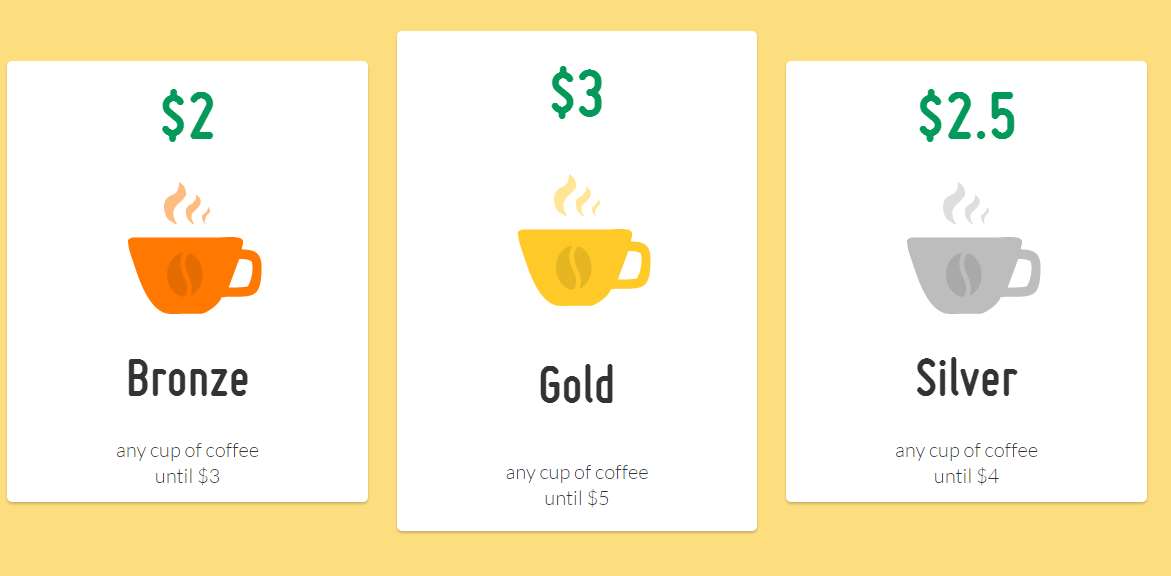 $2
Bronze
any cup of coffee
until $3
$3
Gold
any cup of coffee
until $5
$2.5
Silver
any cup of coffee
until $4